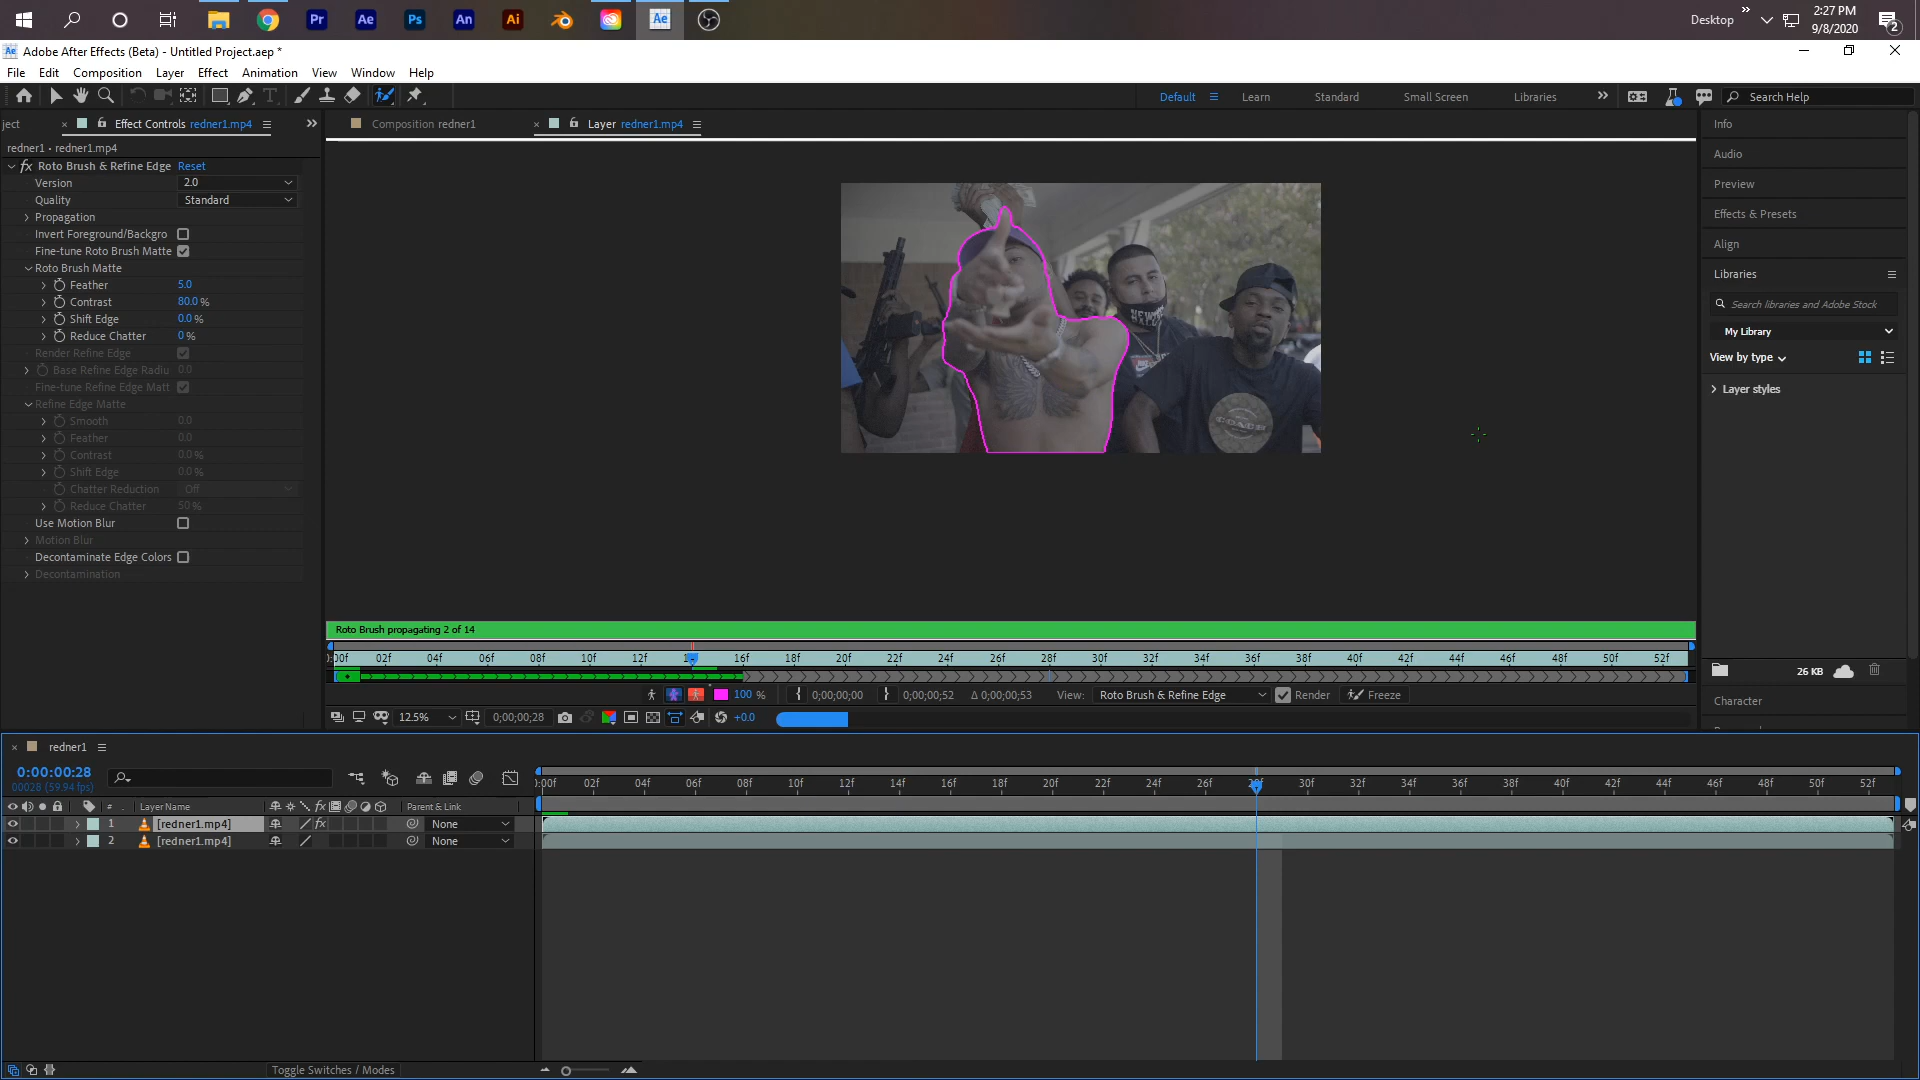 Pr
Ae
Ps
An
Ai
Ae
Desktop
2:27 PM
9/8/2020
2
Ae Adobe After Effects (Beta) - Untitled Project.aep *
File Edit Composition Layer Effect Animation View Window Help
Default Learn Standard Small Screen Libraries Search Help
ject Effect Controls redner1.mp4
Composition redner1
Layer redner1.mp4
redner1 • redner1.mp4
fx Roto Brush & Refine Edge Reset
Version 2.0
Quality Standard
Propagation
Invert Foreground/Backgro
Fine-tune Roto Brush Matte
Roto Brush Matte
Feather 5.0
Contrast 80.0 %
Shift Edge 0.0 %
Reduce Chatter 0 %
Render Refine Edge
Base Refine Edge Radiu 0.0
Fine-tune Refine Edge Matt
Refine Edge Matte
Smooth 0.0
Feather 0.0
Contrast 0.0 %
Shift Edge 0.0 %
Chatter Reduction Off
Reduce Chatter 50 %
Use Motion Blur
Motion Blur
Decontaminate Edge Colors
Decontamination
COACH
Info
Audio
Preview
Effects & Presets
Align
Libraries
Search libraries and Adobe Stock
My Library
View by type
Layer styles
26 KB
Character
Roto Brush propagating 2 of 14
00f 02f 04f 06f 08f 10f 12f 16f 18f 20f 22f 24f 26f 28f 30f 32f 34f 36f 38f 40f 42f 44f 46f 48f 50f 52f
100 % 0;00;00;00 0;00;00;52 Δ 0;00;00;53 View: Roto Brush & Refine Edge Render Freeze
12.5% 0;00;00;28 +0.0
redner1
0:00:00:28
00028 (59.94 fps)
:00f 02f 04f 06f 08f 10f 12f 14f 16f 18f 20f 22f 24f 26f 30f 32f 34f 36f 38f 40f 42f 44f 46f 48f 50f 52f
# Layer Name fx Parent & Link
1 [redner1.mp4] fx None
2 [redner1.mp4] None
Toggle Switches / Modes